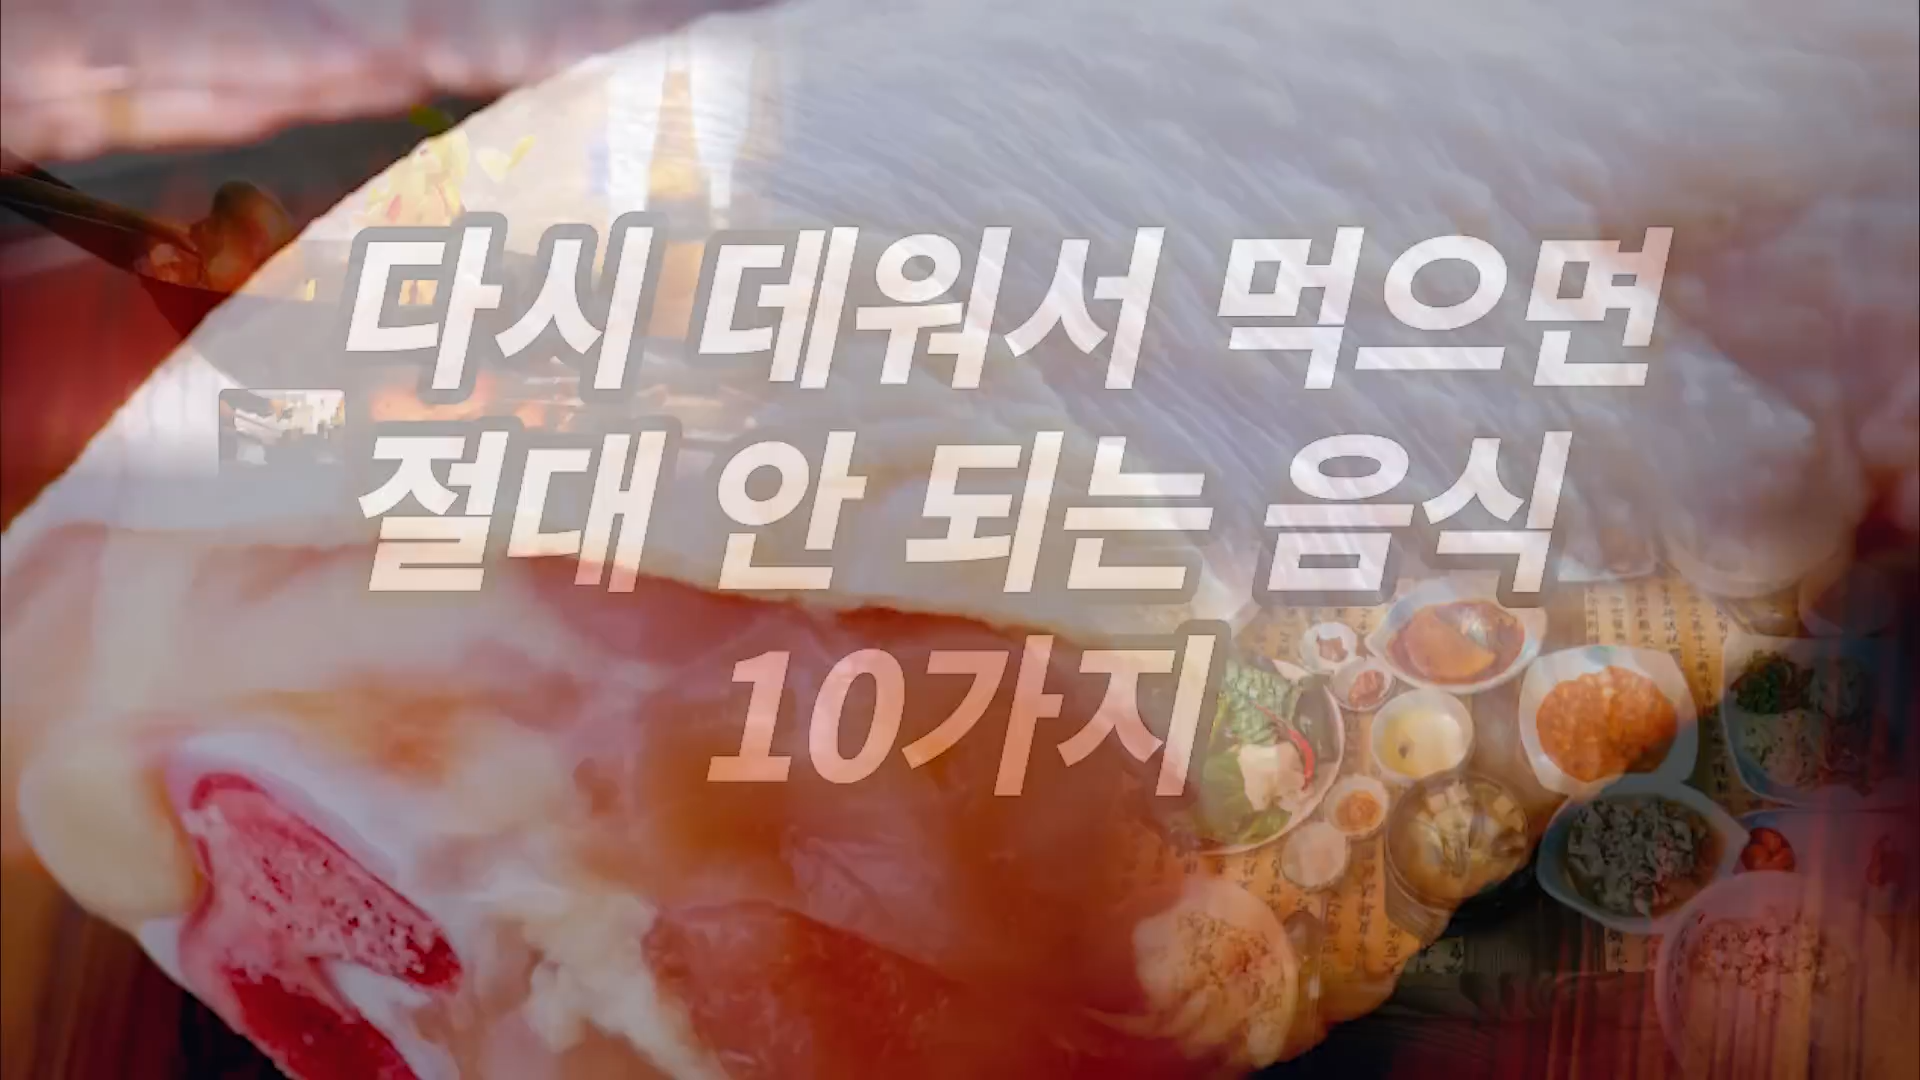 다시 데워서 먹으면
절대 안 되는 음식
10가지